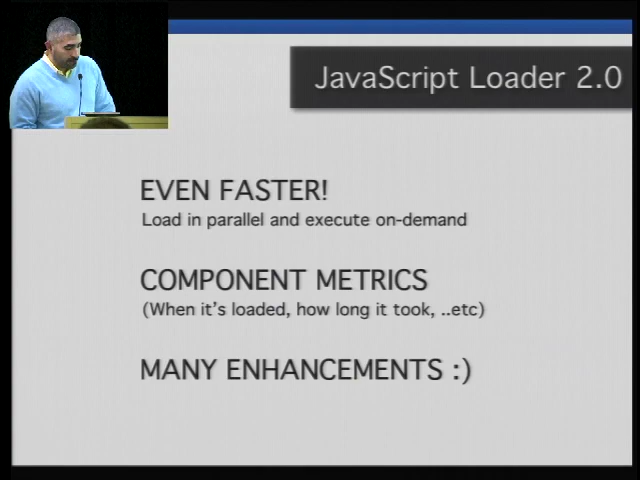 JavaScript Loader 2.0
EVEN FASTER!
Load in parallel and execute on-demand
COMPONENT METRICS
(When it's loaded, how long it took, ..etc)
MANY ENHANCEMENTS :)